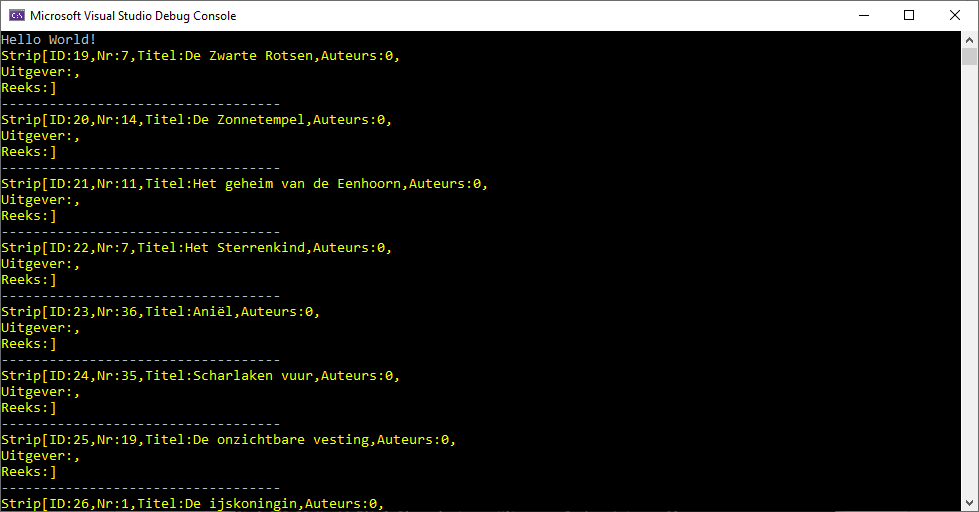 Microsoft Visual Studio Debug Console
Hello World!
Strip[ID:19,Nr:7,Titel:De Zwarte Rotsen,Auteurs:0,
Uitgever:,
Reeks:]
-----------------------------------
Strip[ID:20,Nr:14,Titel:De Zonnetempel,Auteurs:0,
Uitgever:,
Reeks:]
-----------------------------------
Strip[ID:21,Nr:11,Titel:Het geheim van de Eenhoorn,Auteurs:0,
Uitgever:,
Reeks:]
-----------------------------------
Strip[ID:22,Nr:7,Titel:Het Sterrenkind,Auteurs:0,
Uitgever:,
Reeks:]
-----------------------------------
Strip[ID:23,Nr:36,Titel:Aniël,Auteurs:0,
Uitgever:,
Reeks:]
-----------------------------------
Strip[ID:24,Nr:35,Titel:Scharlaken vuur,Auteurs:0,
Uitgever:,
Reeks:]
-----------------------------------
Strip[ID:25,Nr:19,Titel:De onzichtbare vesting,Auteurs:0,
Uitgever:,
Reeks:]
-----------------------------------
Strip[ID:26,Nr:1,Titel:De ijskoningin,Auteurs:0,